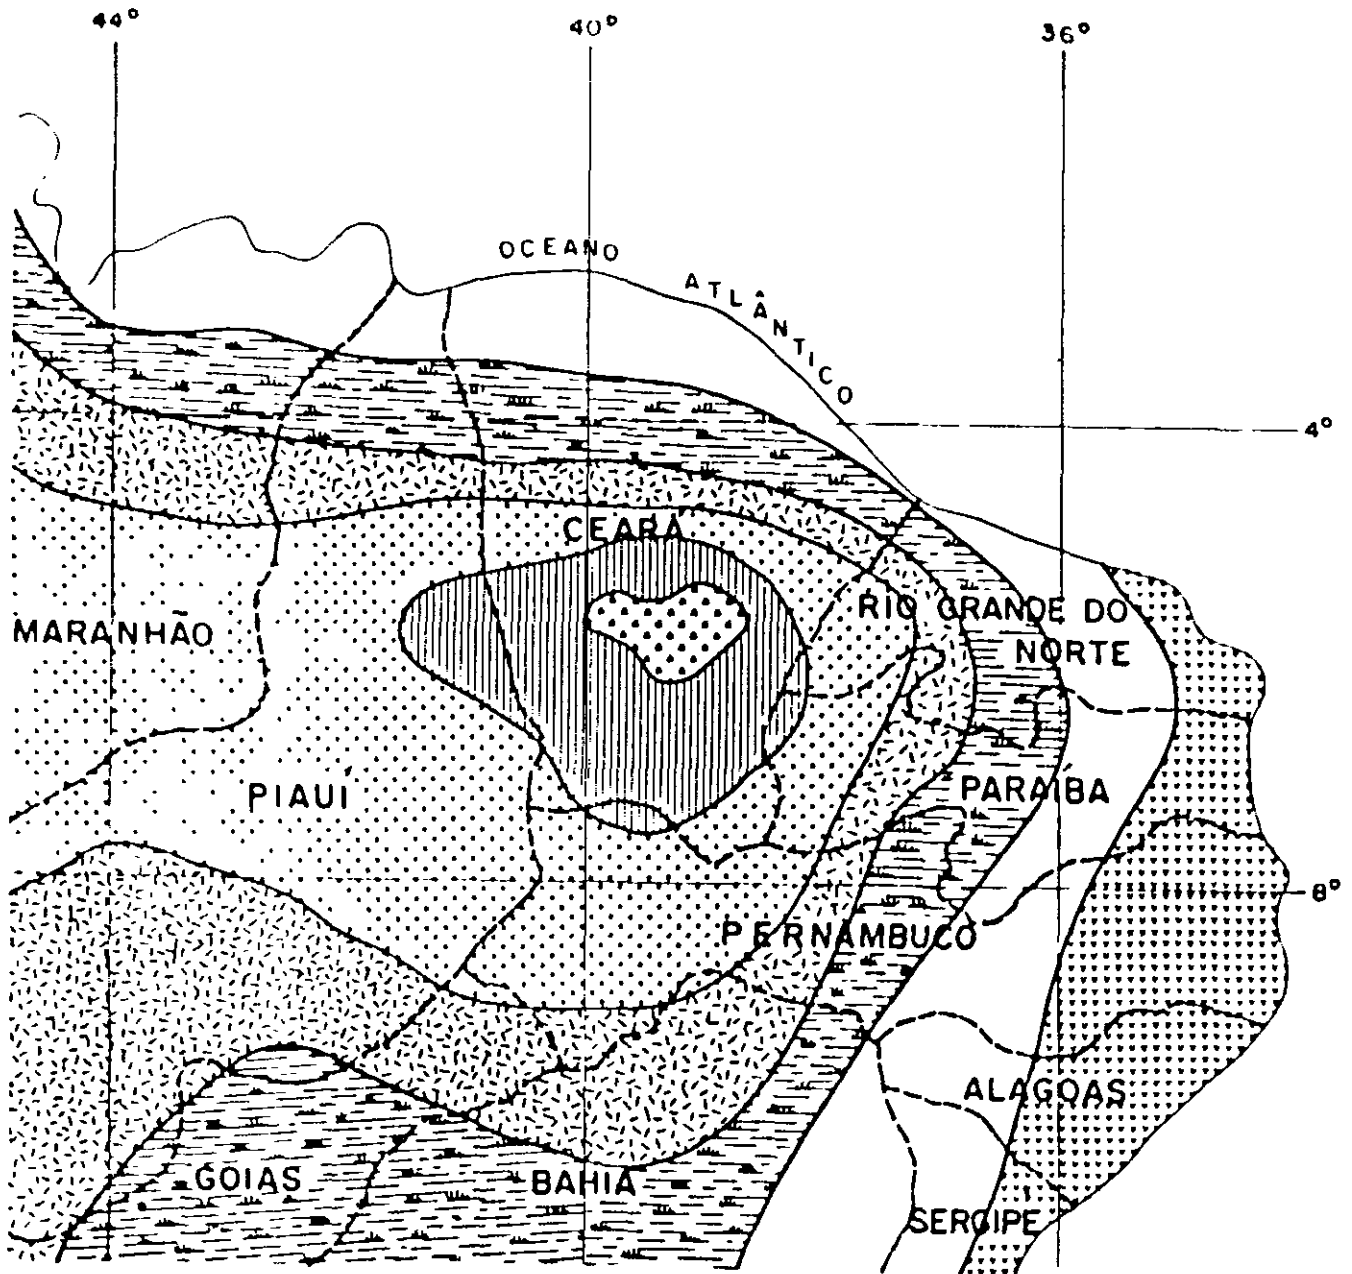 44°
40°
36°
OCEANO
ATLÂNTICO
4°
CEARÁ
RIO GRANDE DO
NORTE
MARANHÃO
PIAUÍ
PARAÍBA
8°
PERNAMBUCO
ALAGOAS
GOIAS
BAHIA
SERGIPE